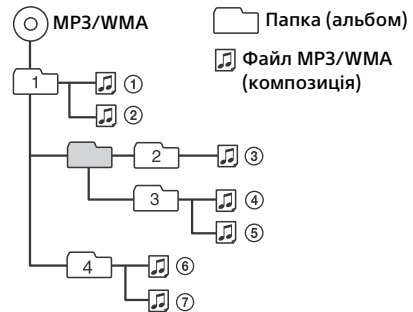 MP3/WMA
Папка (альбом)
Файл MP3/WMA
(композиція)
1
①
②
2
③
3
④
⑤
4
⑥
⑦